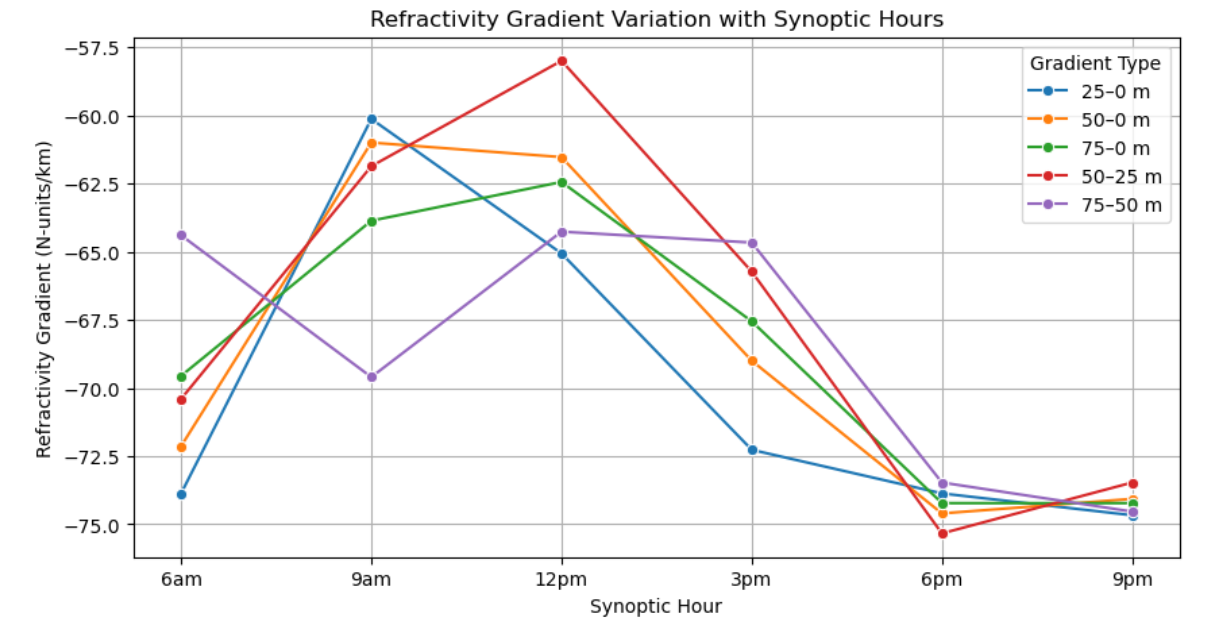 Refractivity Gradient Variation with Synoptic Hours
Refractivity Gradient (N-units/km)
−57.5
−60.0
−62.5
−65.0
−67.5
−70.0
−72.5
−75.0
Gradient Type
25–0 m
50–0 m
75–0 m
50–25 m
75–50 m
6am 9am 12pm 3pm 6pm 9pm
Synoptic Hour